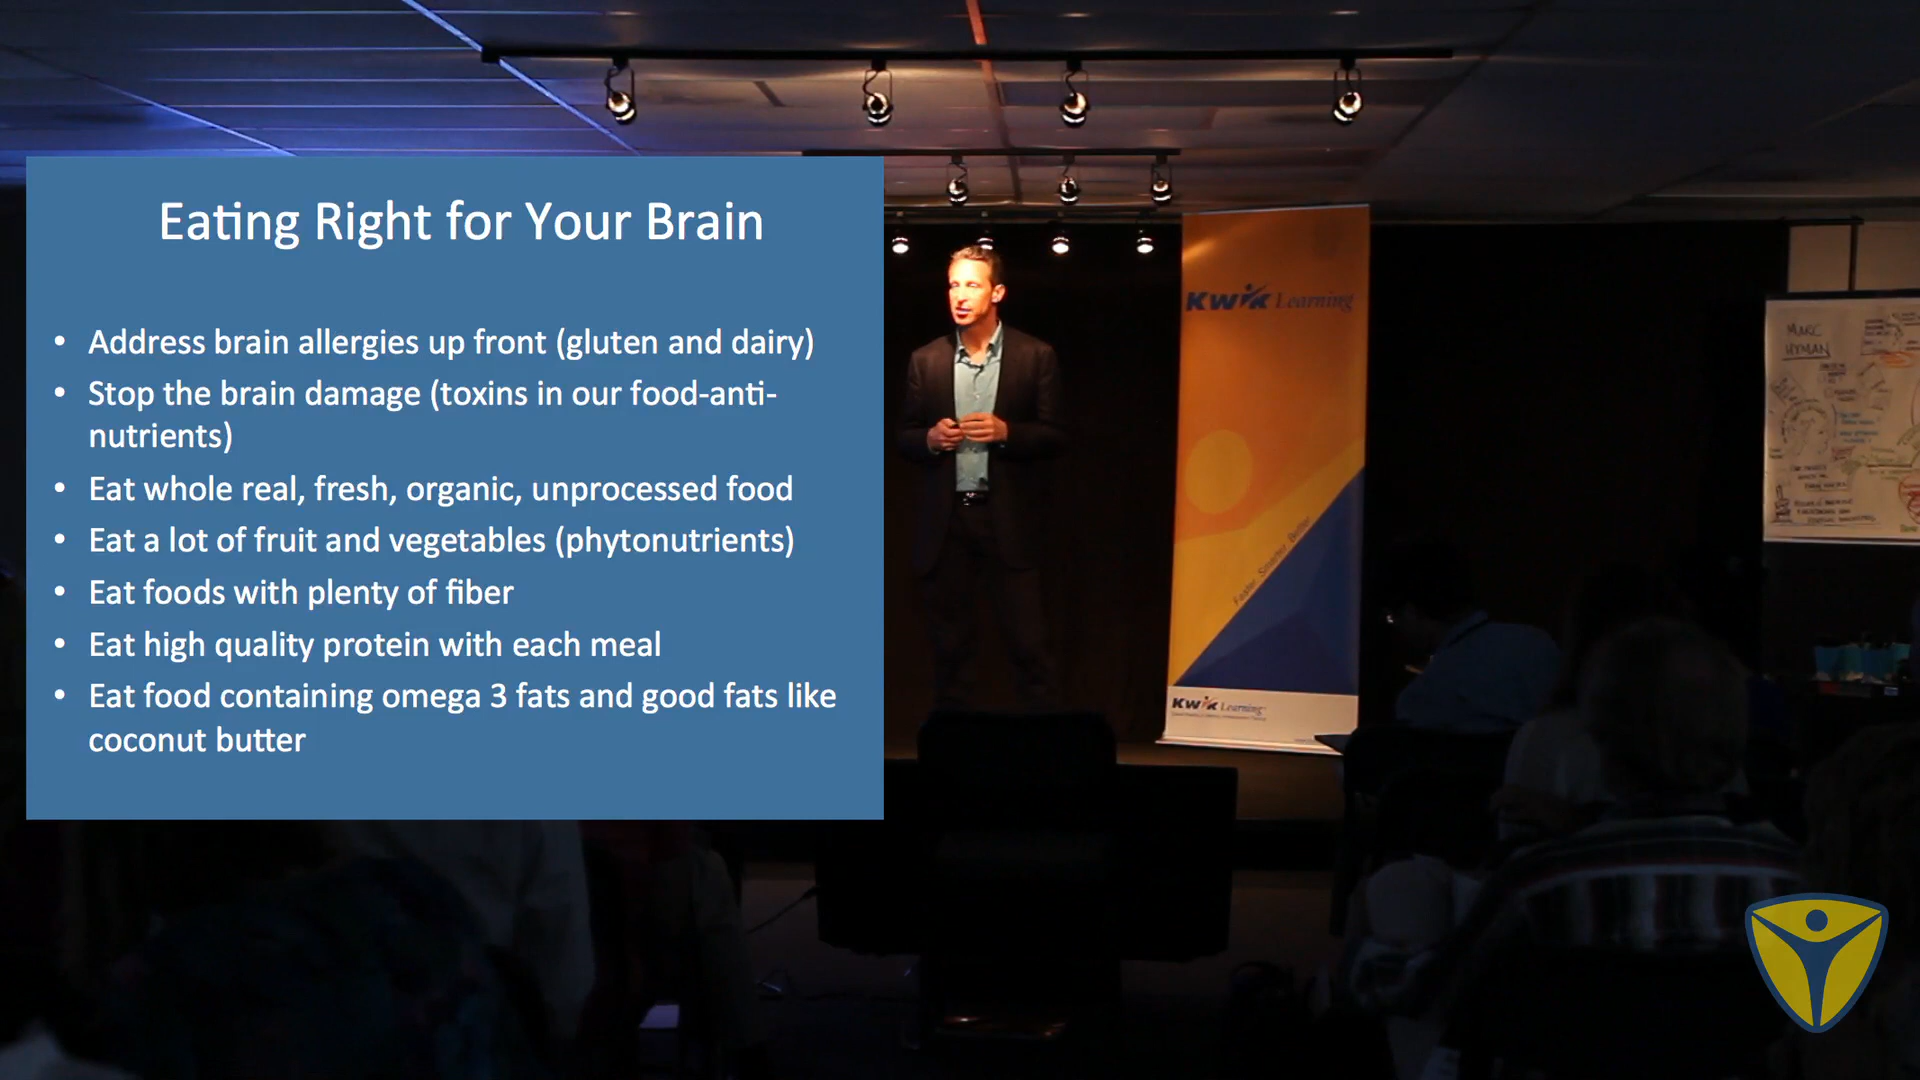 Eating Right for Your Brain
• Address brain allergies up front (gluten and dairy)
• Stop the brain damage (toxins in our food-anti-
nutrients)
• Eat whole real, fresh, organic, unprocessed food
• Eat a lot of fruit and vegetables (phytonutrients)
• Eat foods with plenty of fiber
• Eat high quality protein with each meal
• Eat food containing omega 3 fats and good fats like
coconut butter
KWIK Learning
Faster. Smarter. Better.
KWIK Learning
MARC
HYMAN